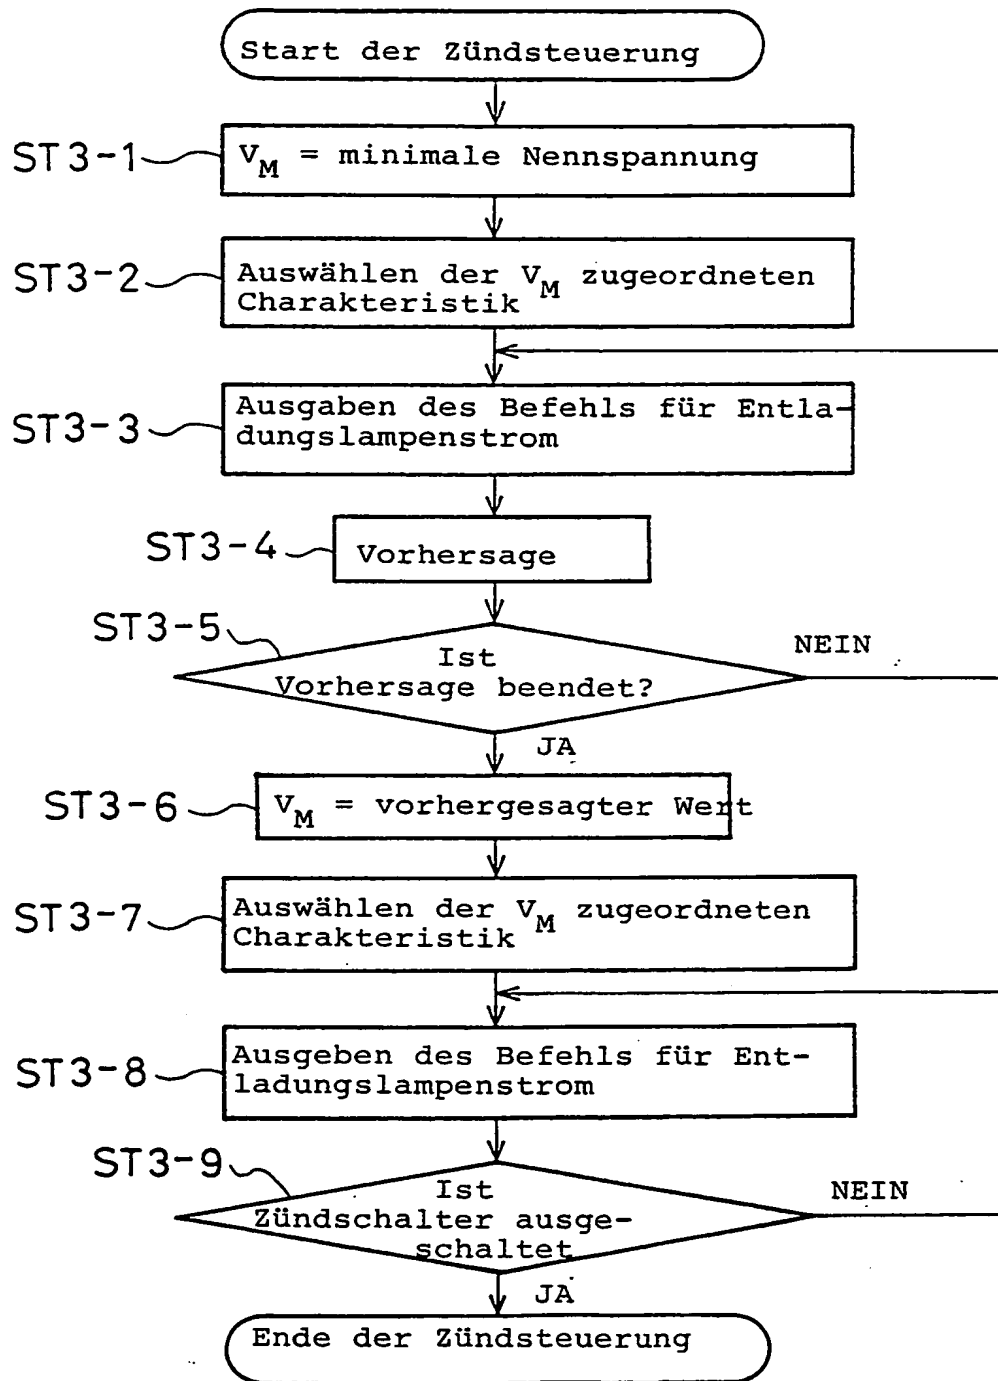 Start der Zündsteuerung
ST3-1
V_M = minimale Nennspannung
ST3-2
Auswählen der V_M zugeordneten
Charakteristik
ST3-3
Ausgaben des Befehls für Entla-
dungslampenstrom
ST3-4
Vorhersage
ST3-5
Ist
Vorhersage beendet?
NEIN
JA
ST3-6
V_M = vorhergesagter Wert
ST3-7
Auswählen der V_M zugeordneten
Charakteristik
ST3-8
Ausgeben des Befehls für Ent-
ladungslampenstrom
ST3-9
Ist
Zündschalter ausge-
schaltet
NEIN
JA
Ende der Zündsteuerung